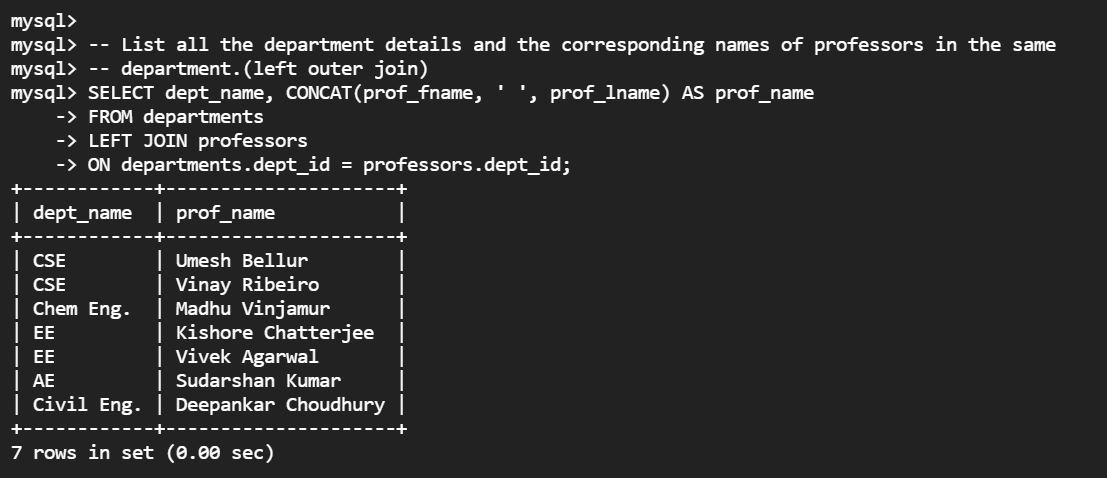 mysql>
mysql> -- List all the department details and the corresponding names of professors in the same
mysql> -- department.(left outer join)
mysql> SELECT dept_name, CONCAT(prof_fname, ' ', prof_lname) AS prof_name
    -> FROM departments
    -> LEFT JOIN professors
    -> ON departments.dept_id = professors.dept_id;
+------------+---------------------+
| dept_name  | prof_name           |
+------------+---------------------+
| CSE        | Umesh Bellur        |
| CSE        | Vinay Ribeiro       |
| Chem Eng.  | Madhu Vinjamur      |
| EE         | Kishore Chatterjee  |
| EE         | Vivek Agarwal       |
| AE         | Sudarshan Kumar     |
| Civil Eng. | Deepankar Choudhury |
+------------+---------------------+
7 rows in set (0.00 sec)